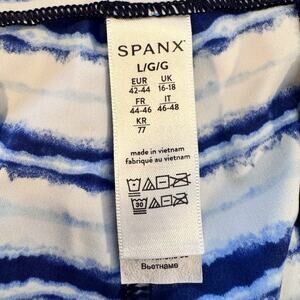 SPANX
L/G/G
EUR UK
42-44 16-18
FR IT
44-46 46-48
KR
77
made in vietnam
fabriqué au vietnam
30
Вьетнаме